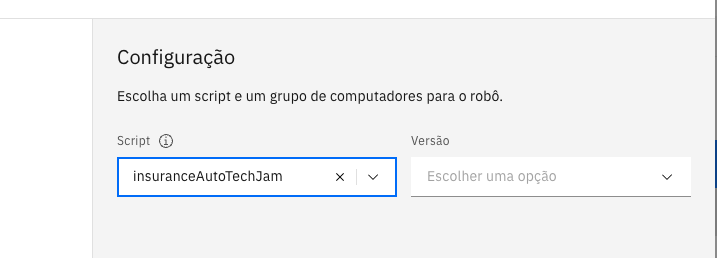 Configuração
Escolha um script e um grupo de computadores para o robô.
Script
Versão
insuranceAutoTechJam
Escolher uma opção